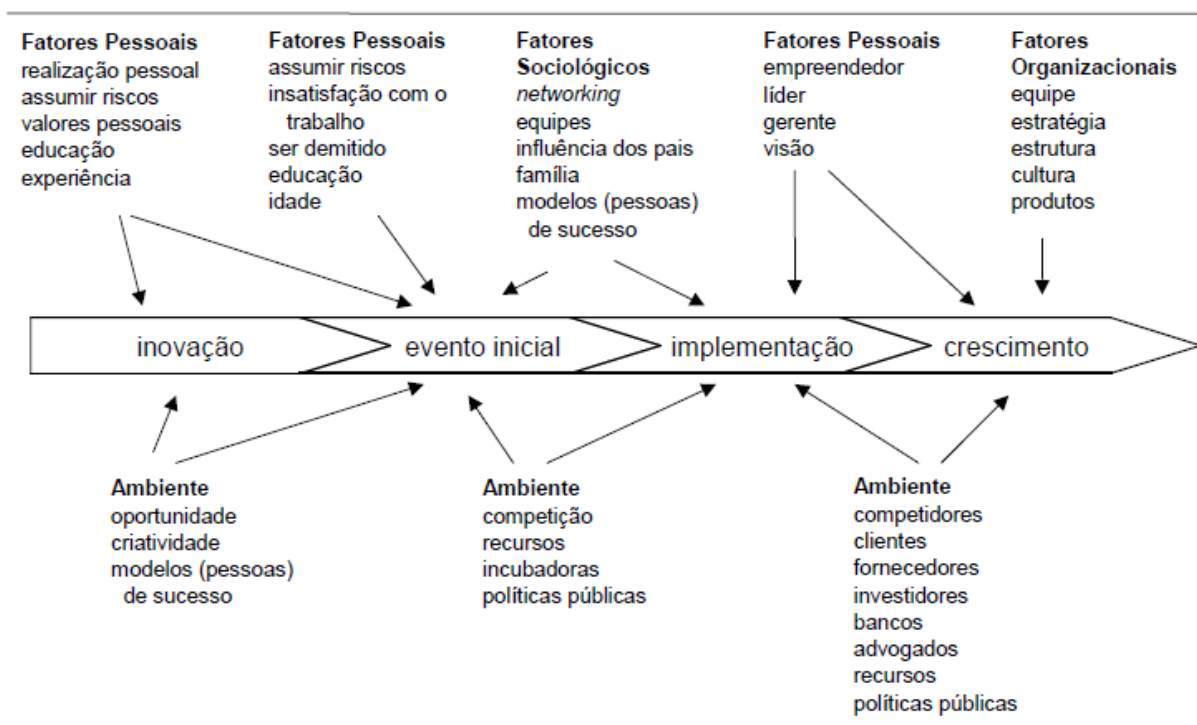 Fatores Pessoais
realização pessoal
assumir riscos
valores pessoais
educação
experiência
Fatores Pessoais
assumir riscos
insatisfação com o
trabalho
ser demitido
educação
idade
Fatores
Sociológicos
networking
equipes
influência dos pais
família
modelos (pessoas)
de sucesso
Fatores Pessoais
empreendedor
líder
gerente
visão
Fatores
Organizacionais
equipe
estratégia
estrutura
cultura
produtos
inovação
evento inicial
implementação
crescimento
Ambiente
oportunidade
criatividade
modelos (pessoas)
de sucesso
Ambiente
competição
recursos
incubadoras
políticas públicas
Ambiente
competidores
clientes
fornecedores
investidores
bancos
advogados
recursos
políticas públicas